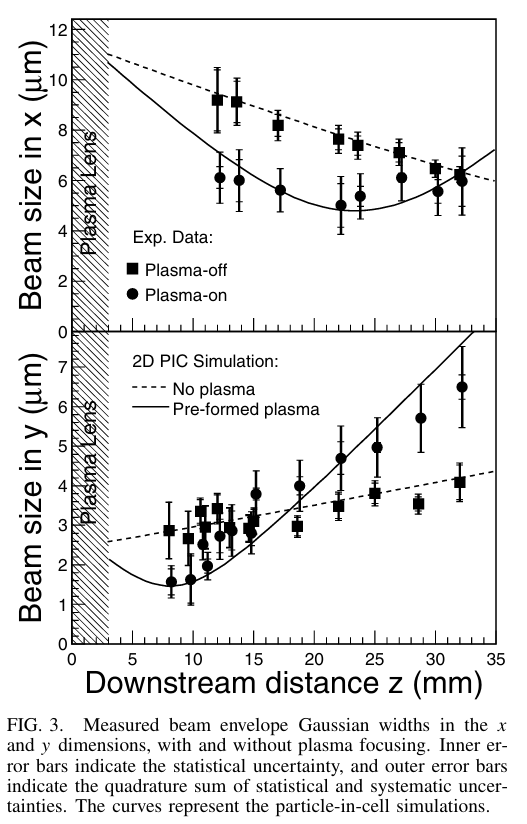 12
10
8
6
4
2
0
Beam size in x (μm)
Plasma Lens
Exp. Data:
Plasma-off
Plasma-on
7
6
5
4
3
2
1
0
Beam size in y (μm)
Plasma Lens
2D PIC Simulation:
No plasma
Pre-formed plasma
0 5 10 15 20 25 30 35
Downstream distance z (mm)
FIG. 3. Measured beam envelope Gaussian widths in the x
and y dimensions, with and without plasma focusing. Inner er-
ror bars indicate the statistical uncertainty, and outer error bars
indicate the quadrature sum of statistical and systematic uncer-
tainties. The curves represent the particle-in-cell simulations.